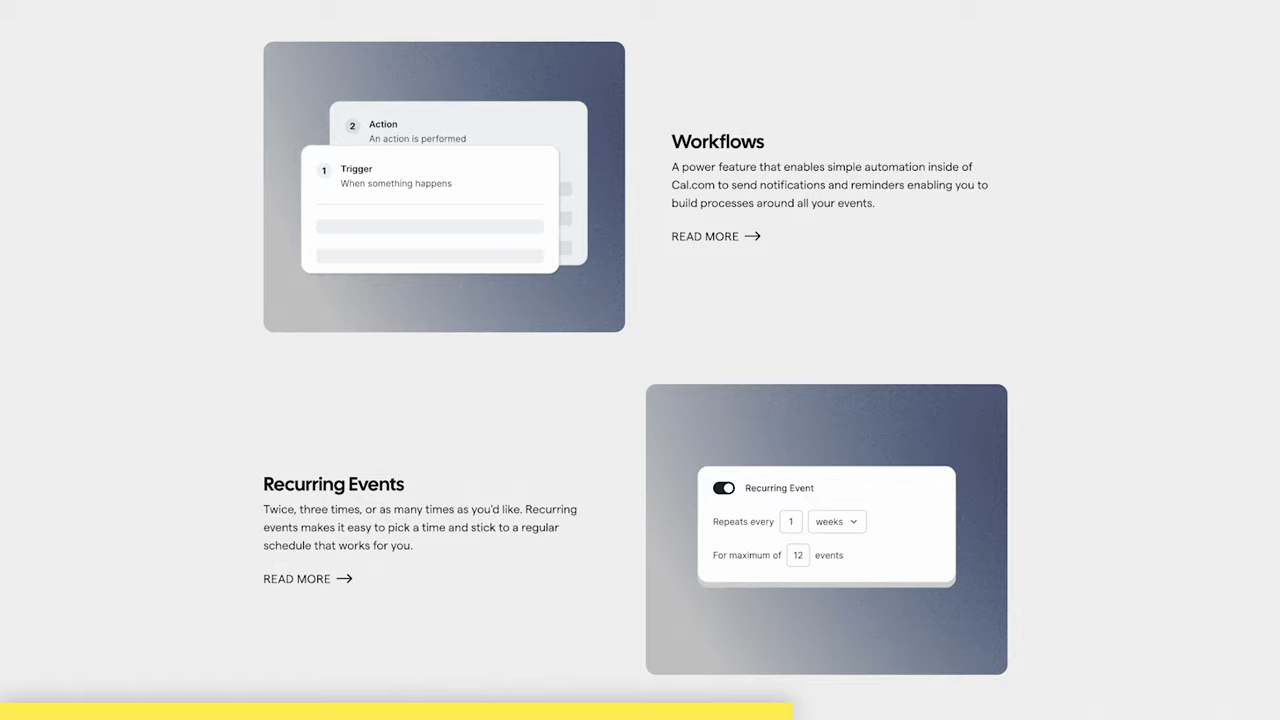 2 Action
An action is performed
1 Trigger
When something happens
Workflows
A power feature that enables simple automation inside of
Cal.com to send notifications and reminders enabling you to
build processes around all your events.
READ MORE
Recurring Events
Twice, three times, or as many times as you'd like. Recurring
events makes it easy to pick a time and stick to a regular
schedule that works for you.
READ MORE
Recurring Event
Repeats every 1 weeks
For maximum of 12 events